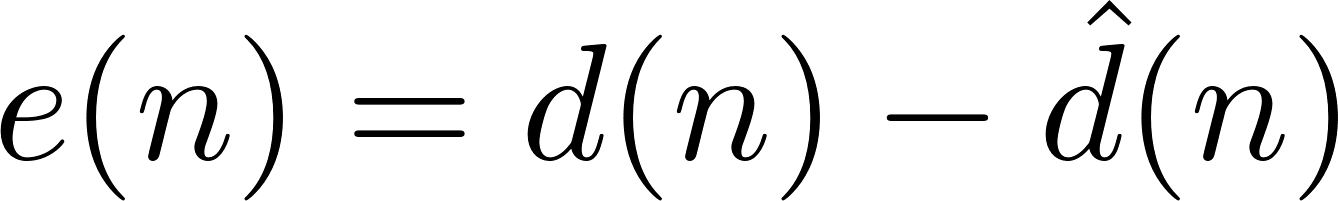 e(n) = d(n) − d̂(n)